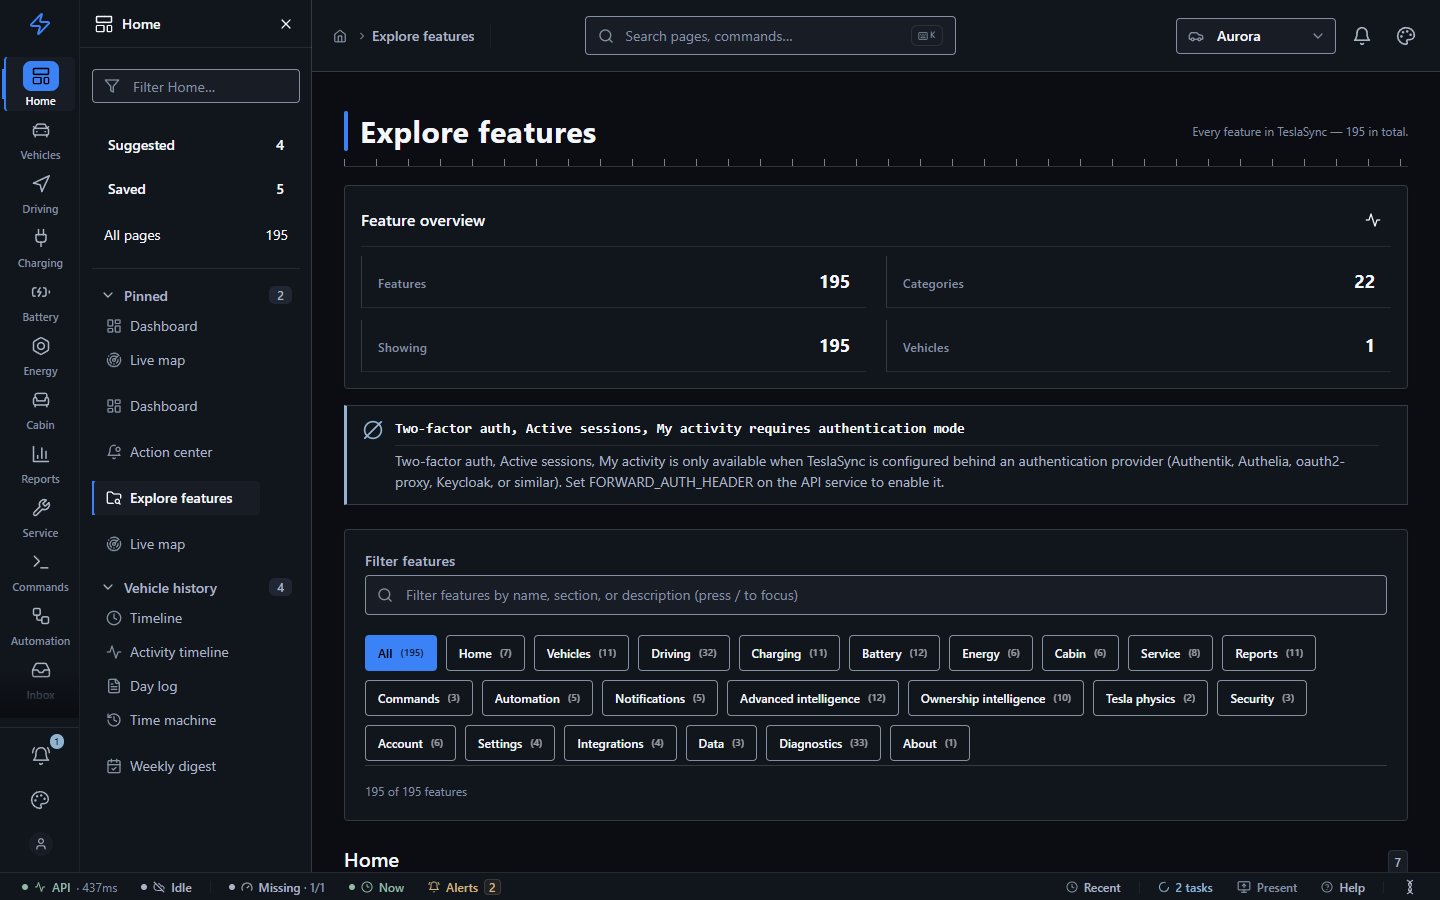 Home
Explore features
Search pages, commands...
K
Aurora
Home
Vehicles
Driving
Charging
Battery
Energy
Cabin
Reports
Service
Commands
Automation
Inbox
1
Filter Home...
Suggested 4
Saved 5
All pages 195
Pinned 2
Dashboard
Live map
Dashboard
Action center
Explore features
Live map
Vehicle history 4
Timeline
Activity timeline
Day log
Time machine
Weekly digest
Explore features
Every feature in TeslaSync — 195 in total.
Feature overview
Features 195
Categories 22
Showing 195
Vehicles 1
Two-factor auth, Active sessions, My activity requires authentication mode
Two-factor auth, Active sessions, My activity is only available when TeslaSync is configured behind an authentication provider (Authentik, Authelia, oauth2-
proxy, Keycloak, or similar). Set FORWARD_AUTH_HEADER on the API service to enable it.
Filter features
Filter features by name, section, or description (press / to focus)
All (195) Home (7) Vehicles (11) Driving (32) Charging (11) Battery (12) Energy (6) Cabin (6) Service (8) Reports (11)
Commands (3) Automation (5) Notifications (5) Advanced intelligence (12) Ownership intelligence (10) Tesla physics (2) Security (3)
Account (6) Settings (4) Integrations (4) Data (3) Diagnostics (33) About (1)
195 of 195 features
Home 7
API · 437ms Idle Missing · 1/1 Now Alerts 2 Recent 2 tasks Present Help